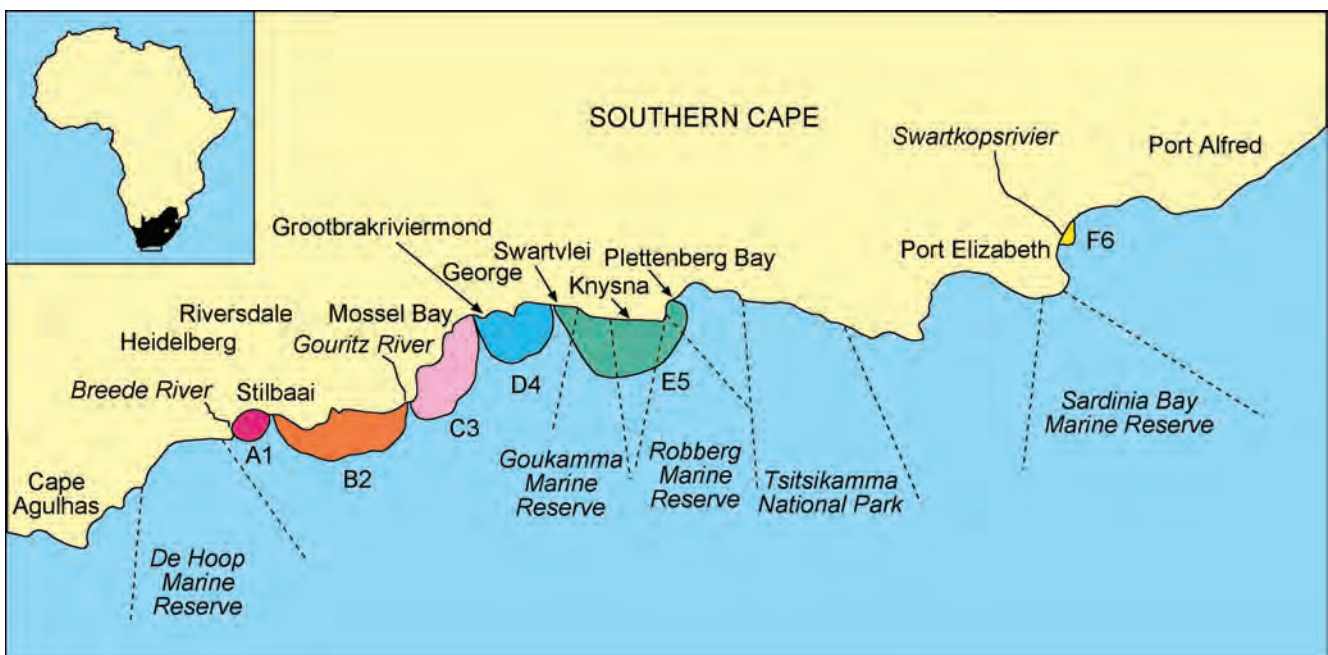 SOUTHERN CAPE
Swartkopsrivier
Port Alfred
Grootbrakriviermond
Swartvlei
Plettenberg Bay
Port Elizabeth
F6
George
Knysna
Riversdale
Mossel Bay
Heidelberg
Gouritz River
Breede River
Stilbaai
D4
E5
C3
A1
B2
Sardinia Bay
Marine Reserve
Goukamma
Marine
Reserve
Robberg
Marine
Reserve
Tsitsikamma
National Park
Cape
Agulhas
De Hoop
Marine
Reserve